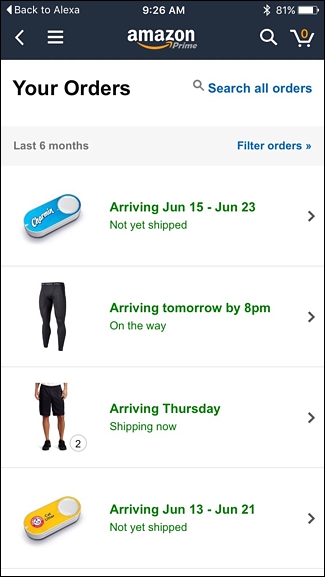 Back to Alexa 9:26 AM 81%
amazon Prime 0
Your Orders Search all orders
Last 6 months Filter orders »
Charmin
Arriving Jun 15 - Jun 23
Not yet shipped
Arriving tomorrow by 8pm
On the way
Arriving Thursday
Shipping now
2
Arriving Jun 13 - Jun 21
Not yet shipped